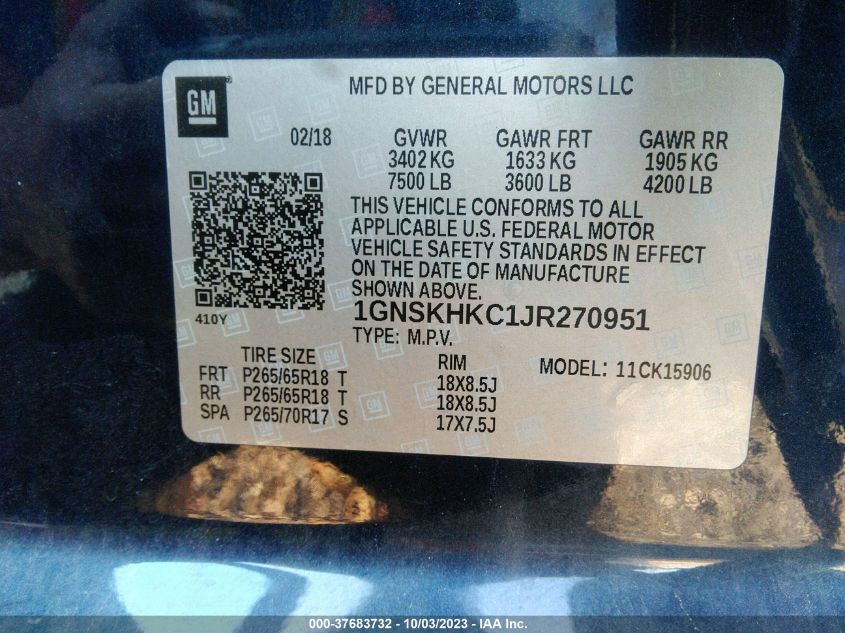 GM
MFD BY GENERAL MOTORS LLC
02/18 GVWR GAWR FRT GAWR RR
3402 KG 1633 KG 1905 KG
7500 LB 3600 LB 4200 LB
THIS VEHICLE CONFORMS TO ALL
APPLICABLE U.S. FEDERAL MOTOR
VEHICLE SAFETY STANDARDS IN EFFECT
ON THE DATE OF MANUFACTURE
SHOWN ABOVE.
410Y
1GNSKHKC1JR270951
TYPE: M.P.V.
TIRE SIZE RIM MODEL: 11CK15906
FRT P265/65R18 T 18X8.5J
RR P265/65R18 T 18X8.5J
SPA P265/70R17 S 17X7.5J
000-37683732 - 10/03/2023 - IAA Inc.